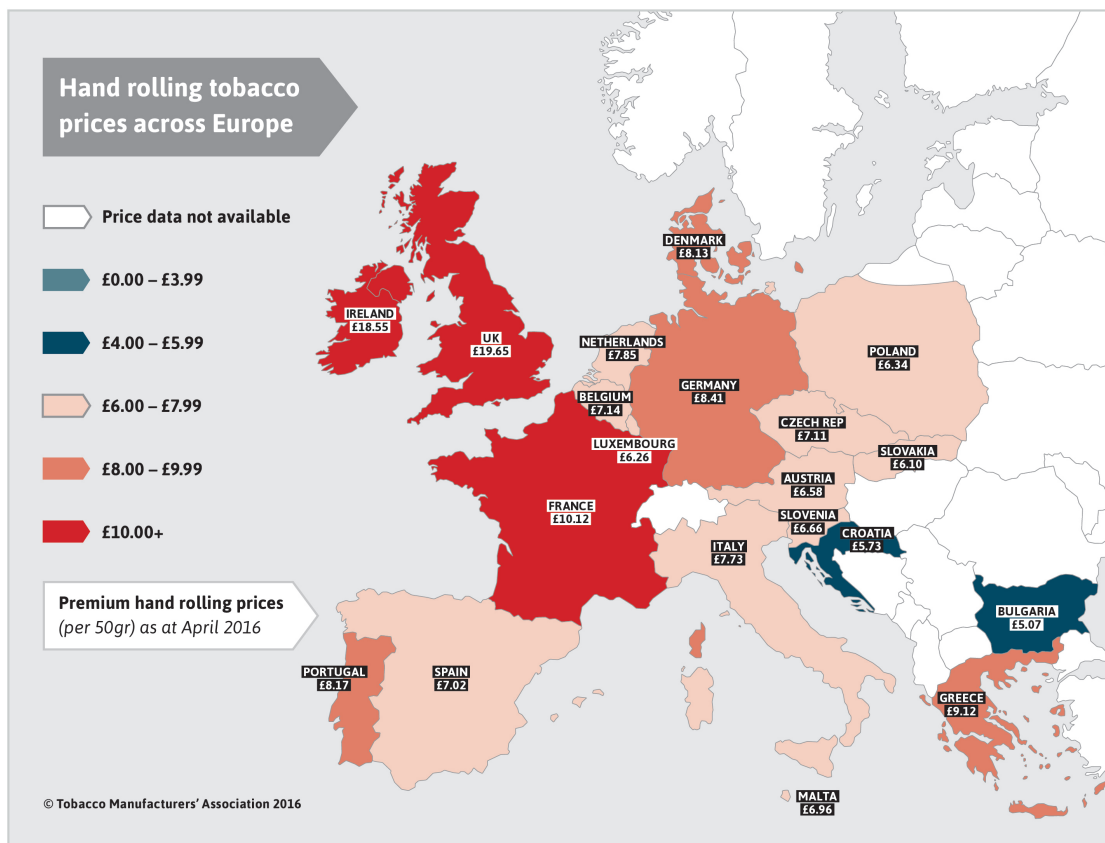 Hand rolling tobacco
prices across Europe
Price data not available
£0.00 – £3.99
£4.00 – £5.99
£6.00 – £7.99
£8.00 – £9.99
£10.00+
Premium hand rolling prices
(per 50gr) as at April 2016
DENMARK
£8.13
IRELAND
£18.55
UK
£19.65
NETHERLANDS
£7.85
POLAND
£6.34
GERMANY
£8.41
BELGIUM
£7.14
CZECH REP
£7.11
LUXEMBOURG
£6.26
SLOVAKIA
£6.10
AUSTRIA
£6.58
FRANCE
£10.12
SLOVENIA
£6.66
CROATIA
£5.73
ITALY
£7.73
BULGARIA
£5.07
PORTUGAL
£8.17
SPAIN
£7.02
GREECE
£9.12
MALTA
£6.96
© Tobacco Manufacturers’ Association 2016